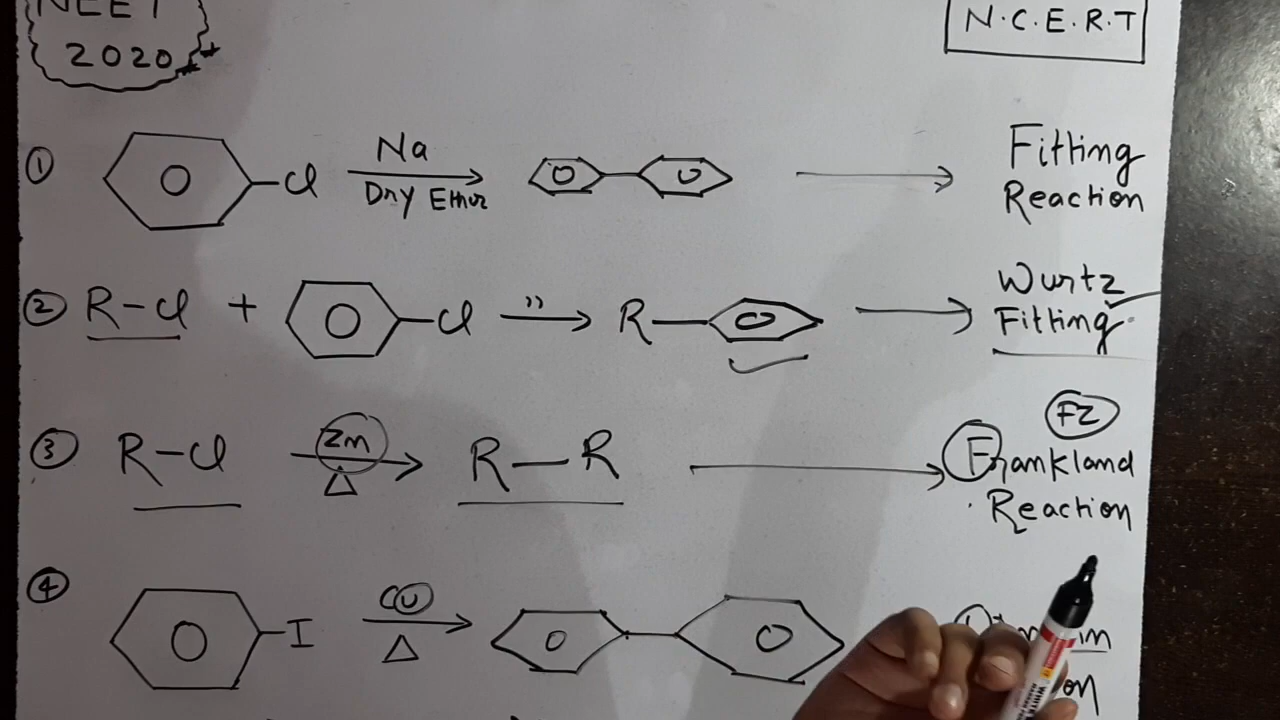 NEET
2020
N.C.E.R.T
① Cl Na Dry Ether Fitting
Reaction
② R-Cl + Cl " R Wurtz
Fitting
③ R-Cl Zn Δ R-R FZ
Frankland
Reaction
④ I Cu Δ